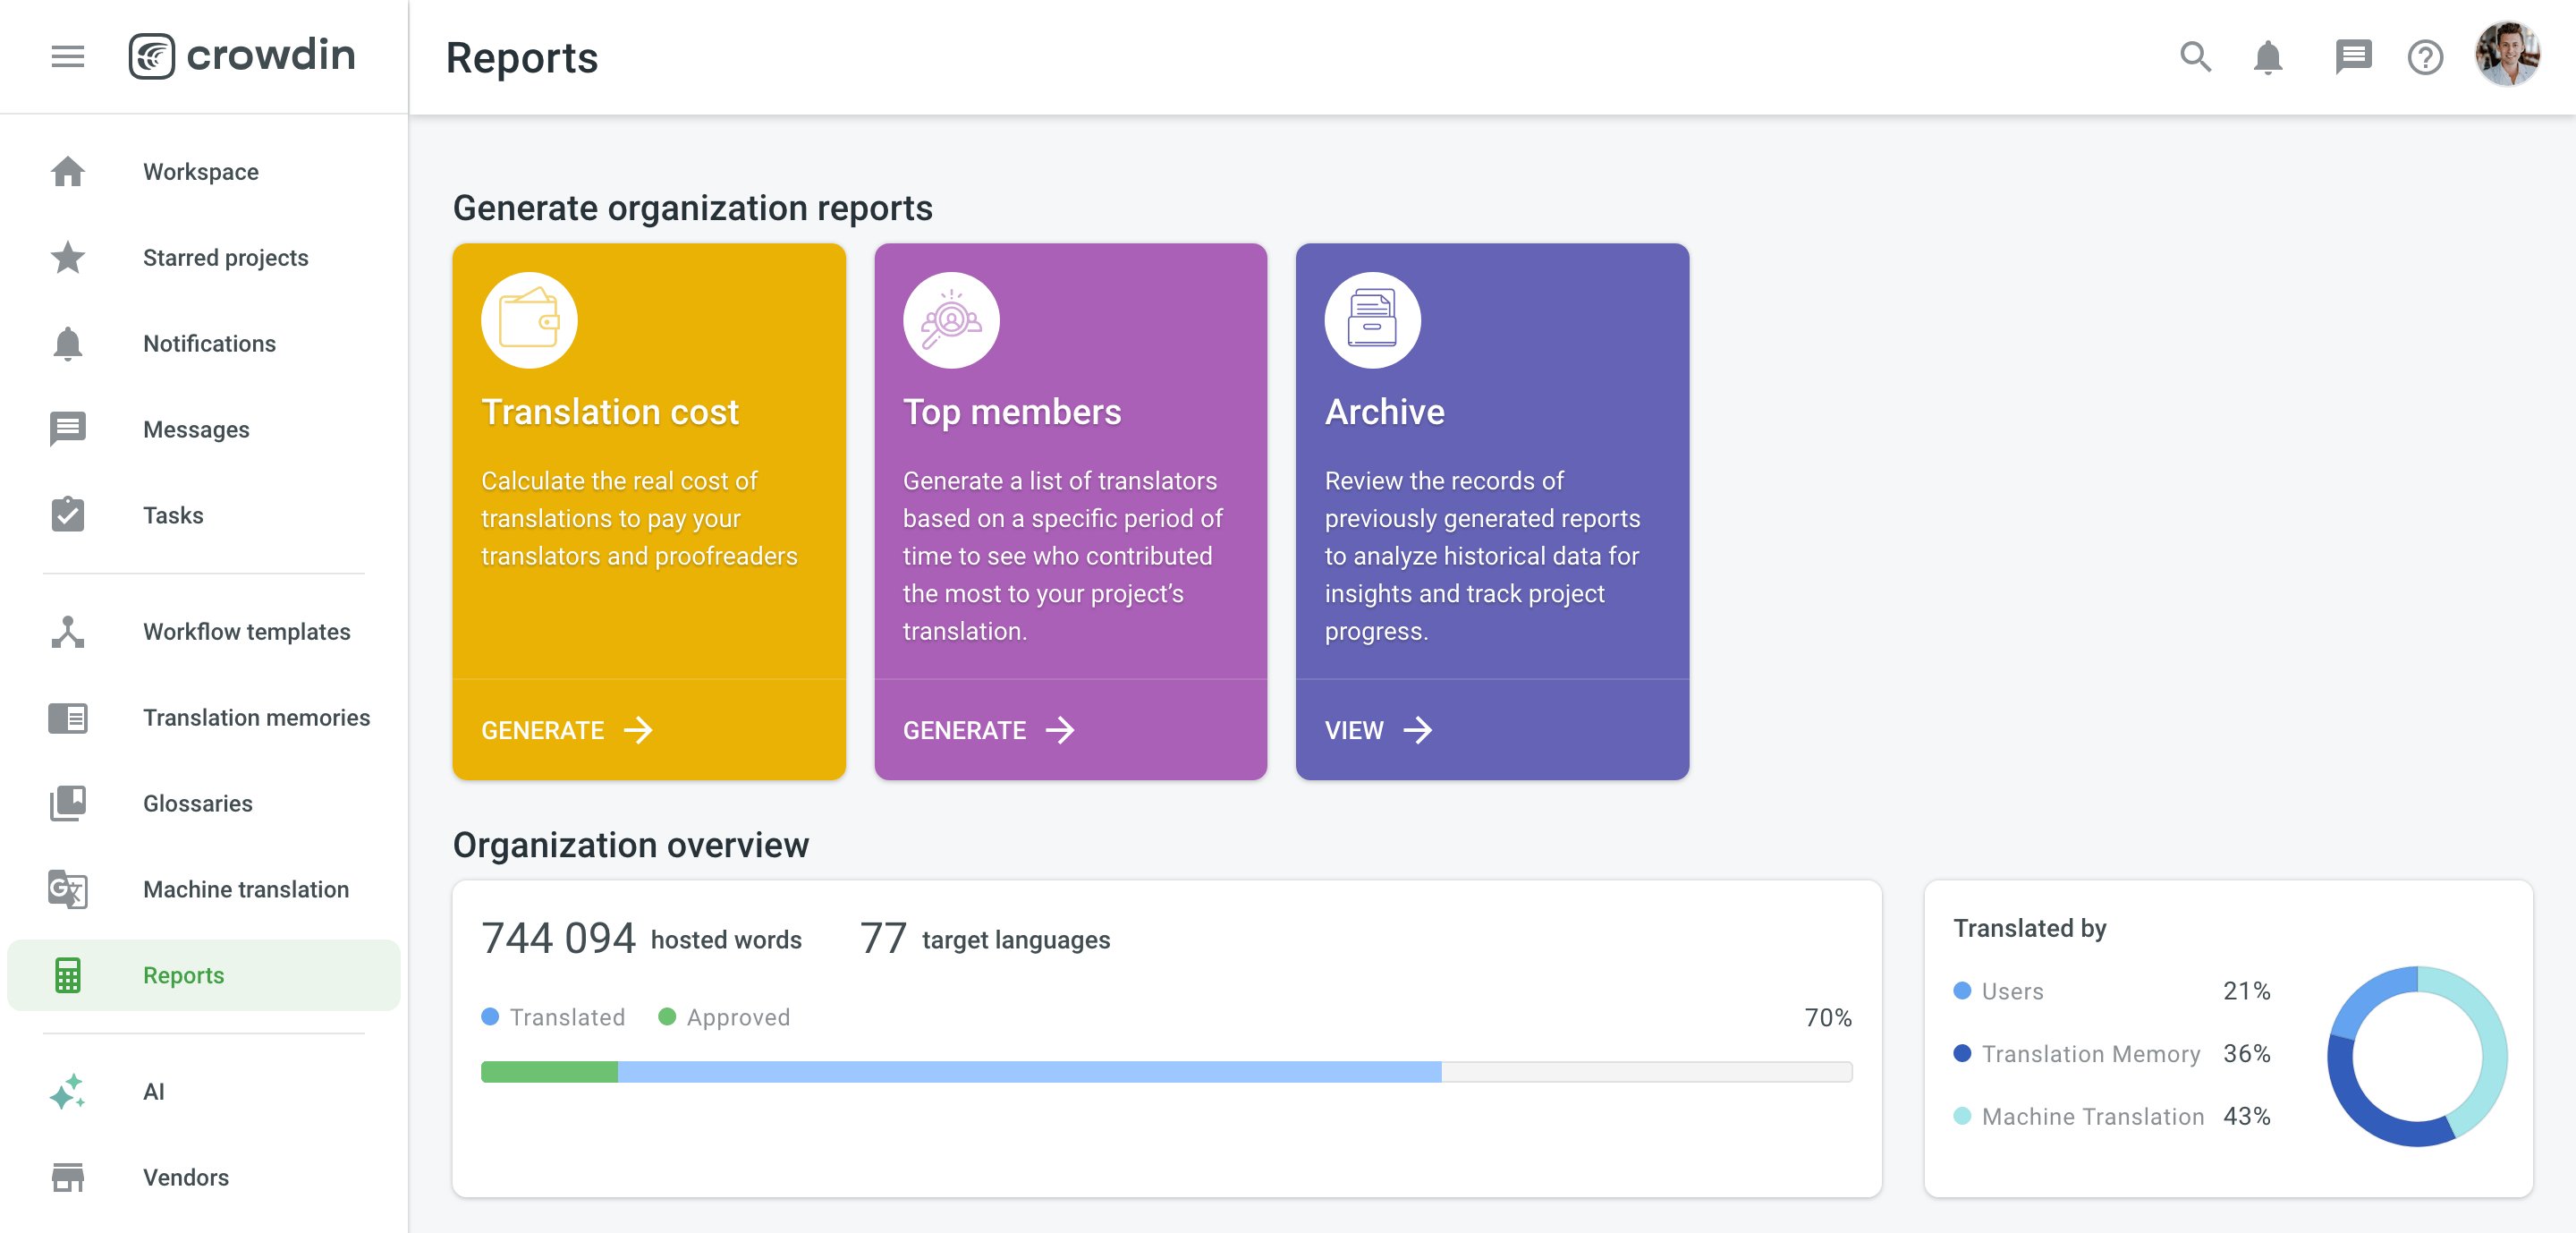 crowdin
Reports
Workspace
Starred projects
Notifications
Messages
Tasks
Workflow templates
Translation memories
Glossaries
Machine translation
Reports
AI
Vendors
Generate organization reports
Translation cost
Calculate the real cost of
translations to pay your
translators and proofreaders
GENERATE
Top members
Generate a list of translators
based on a specific period of
time to see who contributed
the most to your project’s
translation.
GENERATE
Archive
Review the records of
previously generated reports
to analyze historical data for
insights and track project
progress.
VIEW
Organization overview
744 094 hosted words 77 target languages
Translated Approved 70%
Translated by
Users 21%
Translation Memory 36%
Machine Translation 43%